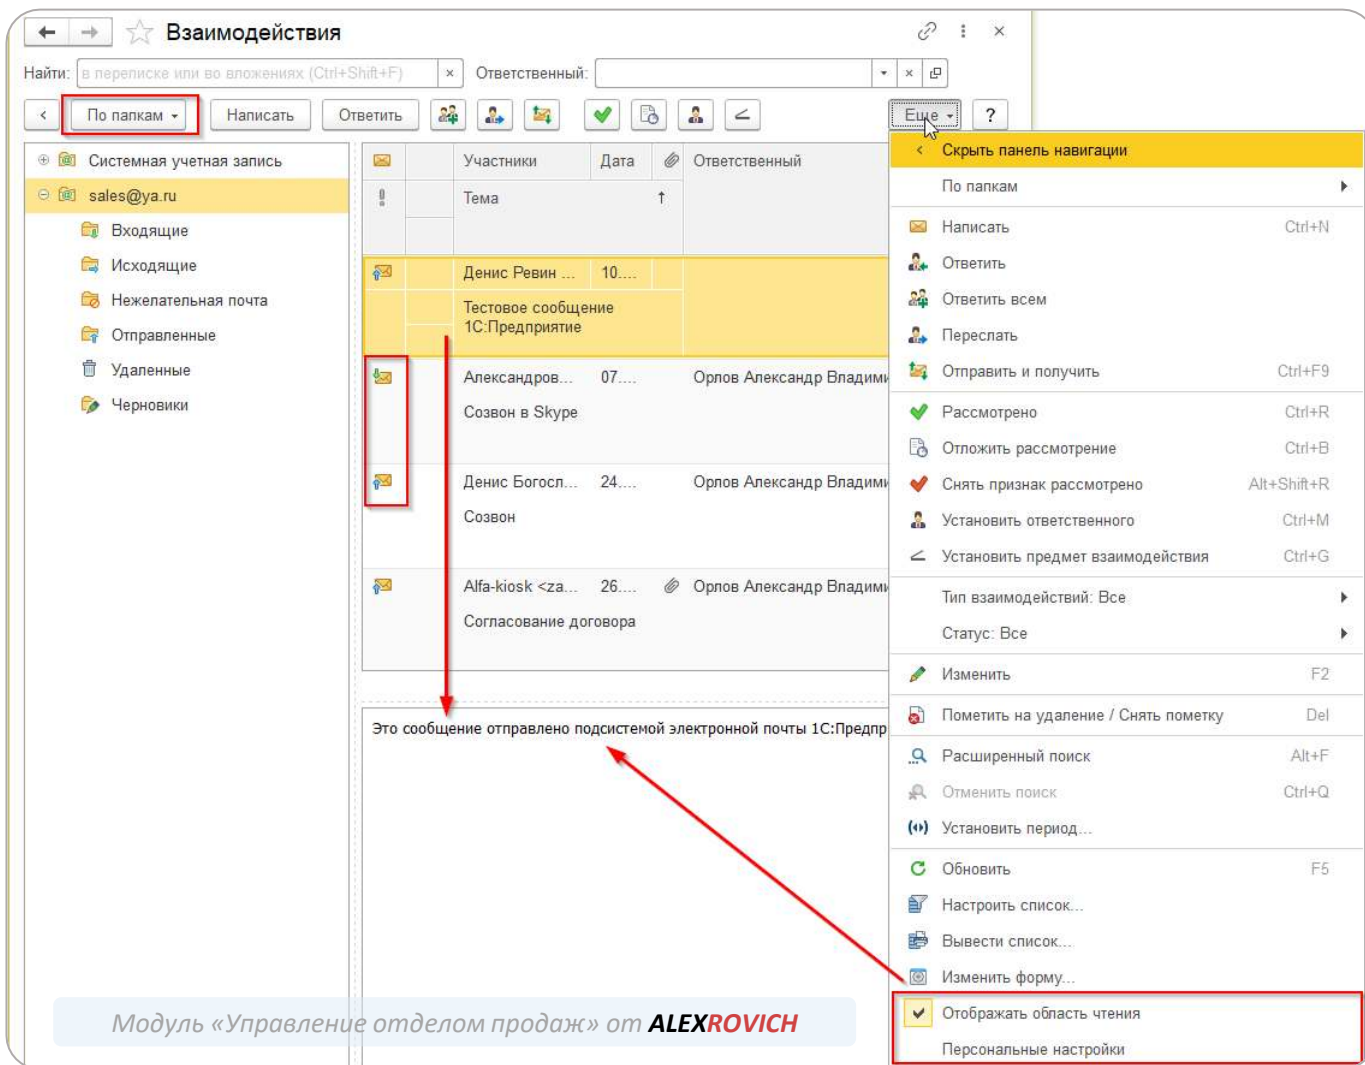 Взаимодействия
Найти: в переписке или во вложениях (Ctrl+Shift+F) × Ответственный:
По папкам Написать Ответить Еще ?
Системная учетная запись
sales@ya.ru
Входящие
Исходящие
Нежелательная почта
Отправленные
Удаленные
Черновики
Участники Дата Ответственный
Тема ↑
Денис Ревин ... 10....
Тестовое сообщение
1С:Предприятие
Александров... 07.... Орлов Александр Владими
Созвон в Skype
Денис Богосл... 24.... Орлов Александр Владими
Созвон
Alfa-kiosk <za... 26.... Орлов Александр Владими
Согласование договора
Это сообщение отправлено подсистемой электронной почты 1С:Предпр
Скрыть панель навигации
По папкам
Написать Ctrl+N
Ответить
Ответить всем
Переслать
Отправить и получить Ctrl+F9
Рассмотрено Ctrl+R
Отложить рассмотрение Ctrl+B
Снять признак рассмотрено Alt+Shift+R
Установить ответственного Ctrl+M
Установить предмет взаимодействия Ctrl+G
Тип взаимодействий: Все
Статус: Все
Изменить F2
Пометить на удаление / Снять пометку Del
Расширенный поиск Alt+F
Отменить поиск Ctrl+Q
Установить период...
Обновить F5
Настроить список...
Вывести список...
Изменить форму...
Отображать область чтения
Персональные настройки
Модуль «Управление отделом продаж» от ALEXROVICH